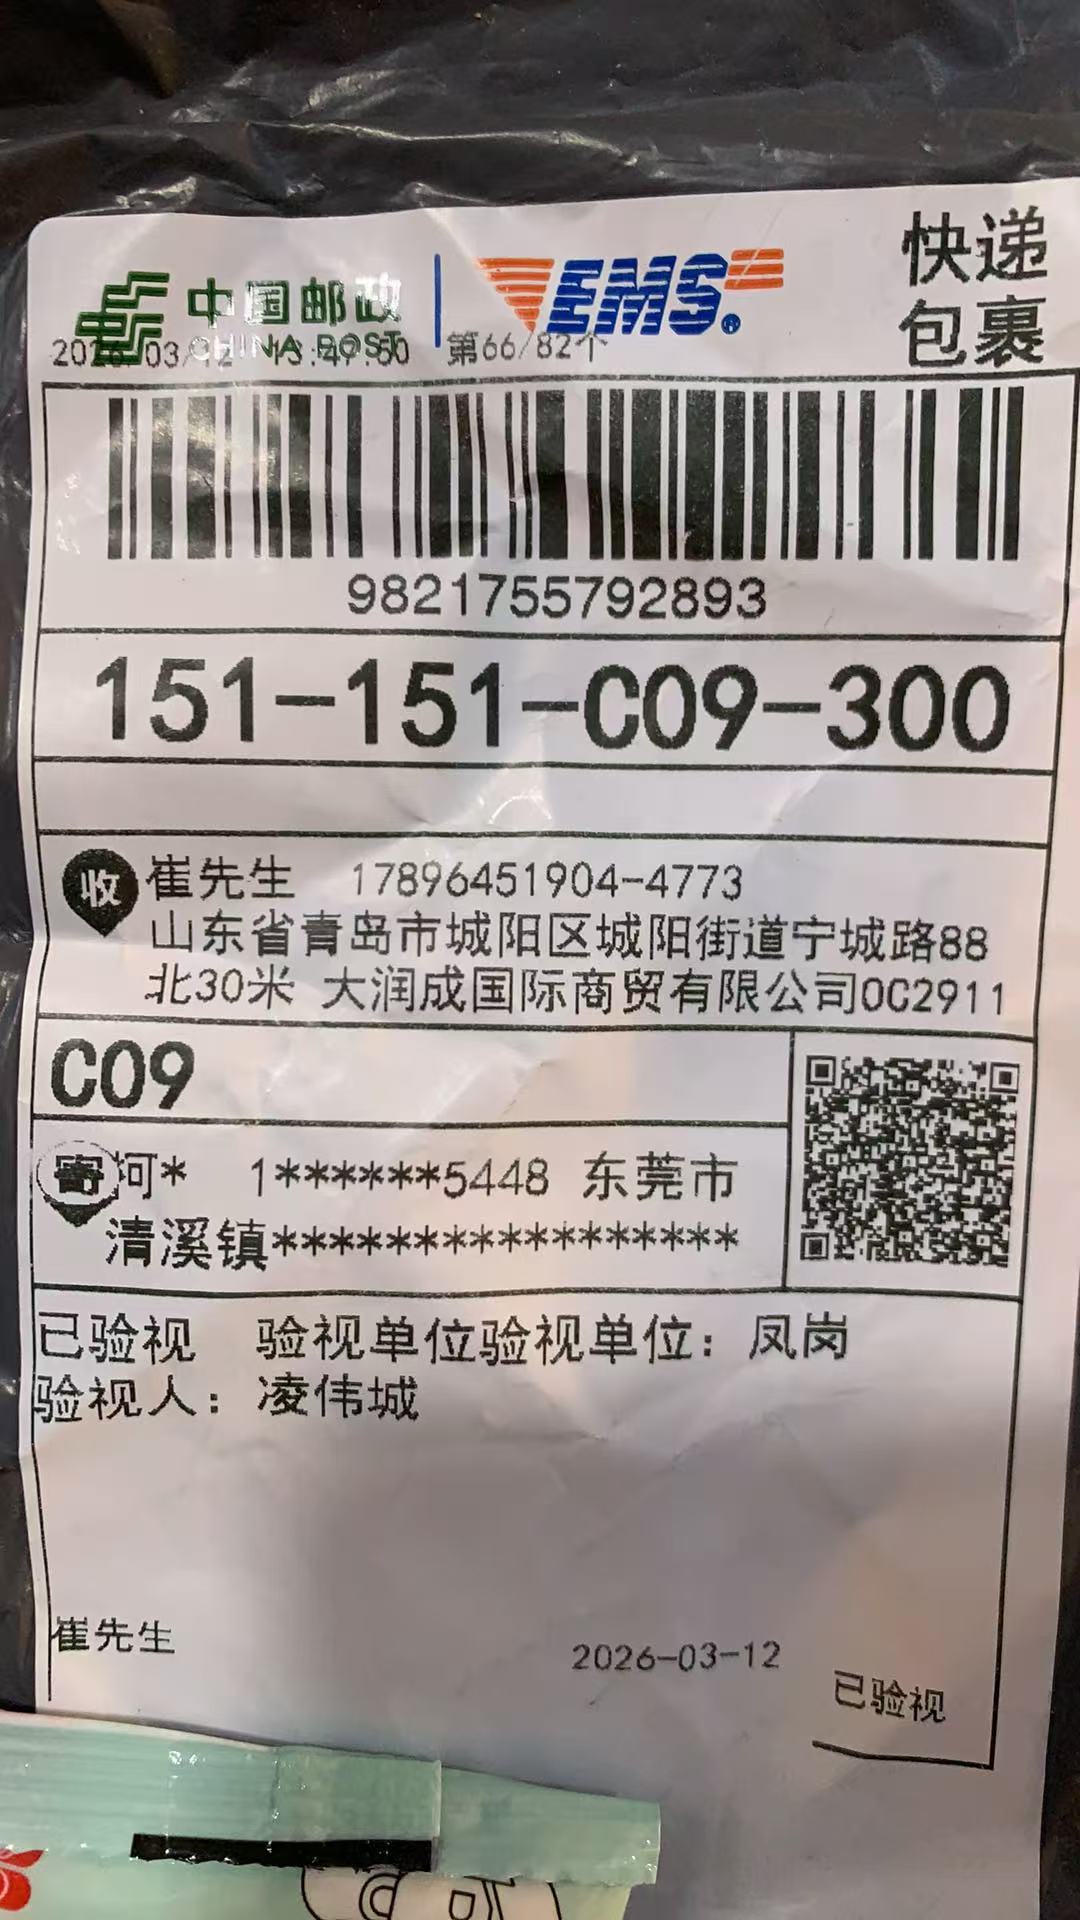 中国邮政 EMS 快递
CHINA POST 包裹
第66/82个
9821755792893
151-151-C09-300
收 崔先生 17896451904-4773
山东省青岛市城阳区城阳街道宁城路88
北30米 大润成国际商贸有限公司0C2911
C09
寄 河* 1******5448 东莞市
清溪镇*****************
已验视 验视单位验视单位：凤岗
验视人：凌伟城
崔先生 2026-03-12
已验视